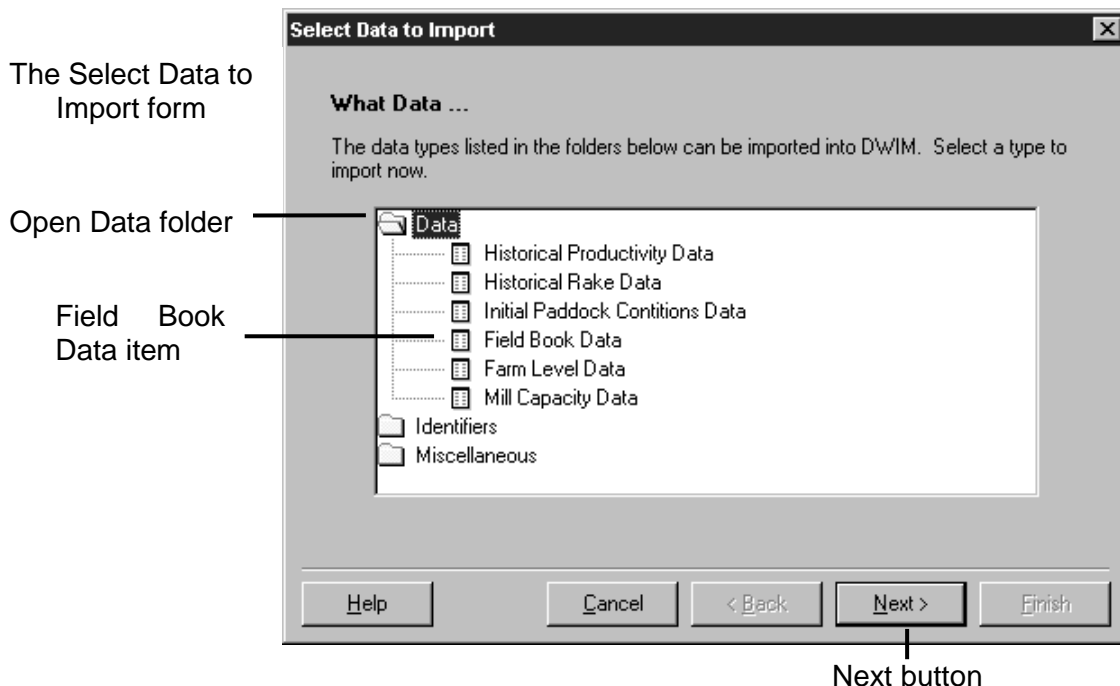 Select Data to Import
The Select Data to
Import form
What Data ...
The data types listed in the folders below can be imported into DWIM. Select a type to
import now.
Open Data folder
Data
Historical Productivity Data
Historical Rake Data
Initial Paddock Contitions Data
Field Book
Data item
Field Book Data
Farm Level Data
Mill Capacity Data
Identifiers
Miscellaneous
Help
Cancel
< Back
Next >
Finish
Next button